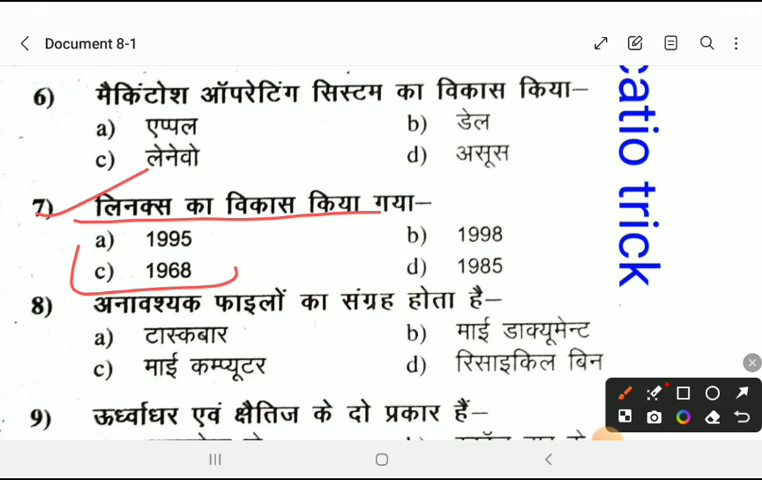 Document 8-1
6) मैकिंटोश ऑपरेटिंग सिस्टम का विकास किया–
a) एप्पल b) डेल
c) लेनेवो d) असूस
7) लिनक्स का विकास किया गया–
a) 1995 b) 1998
c) 1968 d) 1985
8) अनावश्यक फाइलों का संग्रह होता है–
a) टास्कबार b) माई डाक्यूमेन्ट
c) माई कम्प्यूटर d) रिसाइकिल बिन
9) ऊर्ध्वाधर एवं क्षैतिज के दो प्रकार हैं–
catio trick